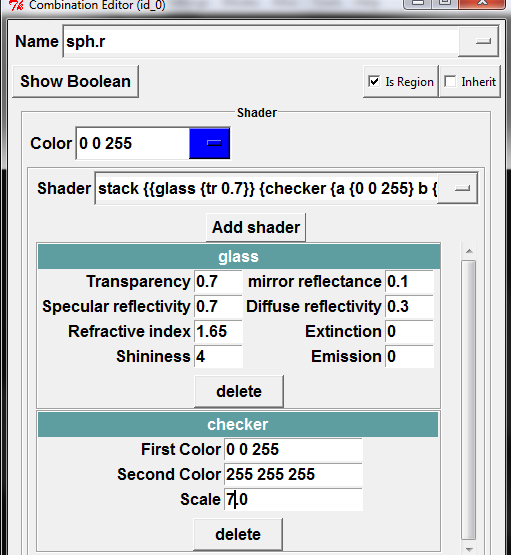 Combination Editor (id_0)
Name sph.r
Show Boolean Is Region Inherit
Shader
Color 0 0 255
Shader stack {{glass {tr 0.7}} {checker {a {0 0 255} b {
Add shader
glass
Transparency 0.7 mirror reflectance 0.1
Specular reflectivity 0.7 Diffuse reflectivity 0.3
Refractive index 1.65 Extinction 0
Shininess 4 Emission 0
delete
checker
First Color 0 0 255
Second Color 255 255 255
Scale 7.0
delete